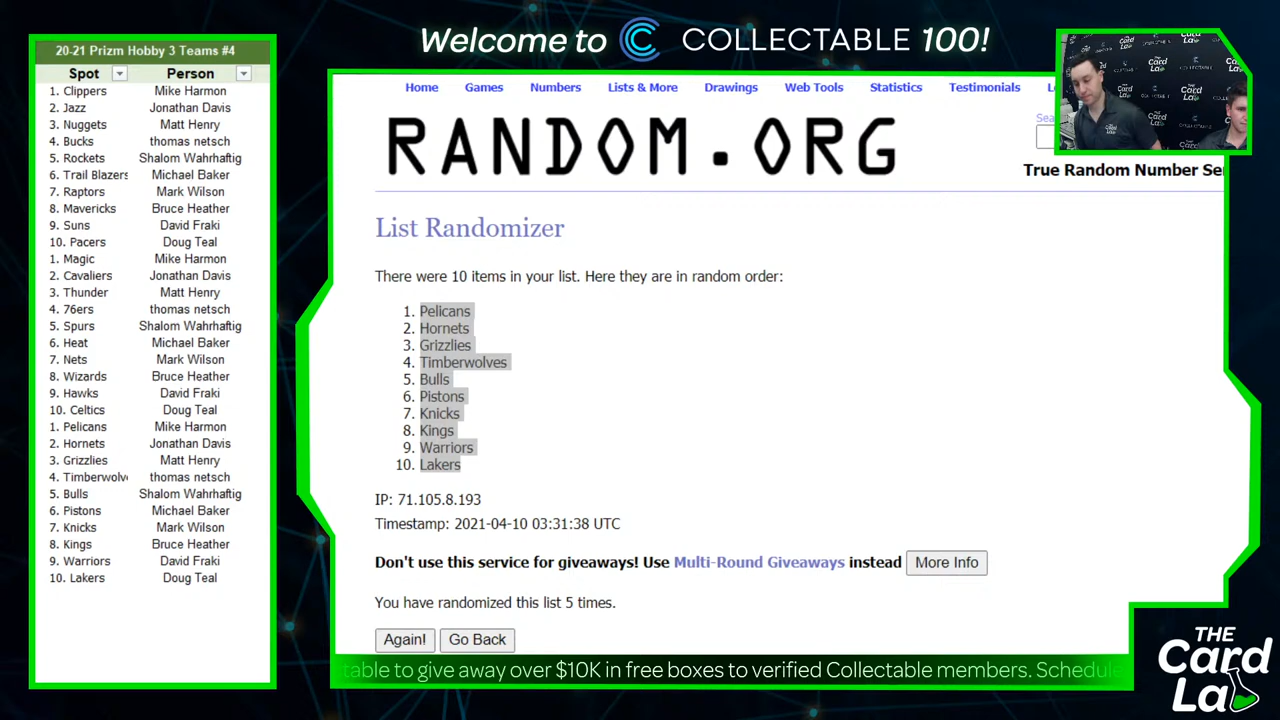 Welcome to COLLECTABLE 100!
20-21 Prizm Hobby 3 Teams #4
Spot Person
1. Clippers Mike Harmon
2. Jazz Jonathan Davis
3. Nuggets Matt Henry
4. Bucks thomas netsch
5. Rockets Shalom Wahrhaftig
6. Trail Blazers Michael Baker
7. Raptors Mark Wilson
8. Mavericks Bruce Heather
9. Suns David Fraki
10. Pacers Doug Teal
1. Magic Mike Harmon
2. Cavaliers Jonathan Davis
3. Thunder Matt Henry
4. 76ers thomas netsch
5. Spurs Shalom Wahrhaftig
6. Heat Michael Baker
7. Nets Mark Wilson
8. Wizards Bruce Heather
9. Hawks David Fraki
10. Celtics Doug Teal
1. Pelicans Mike Harmon
2. Hornets Jonathan Davis
3. Grizzlies Matt Henry
4. Timberwolv thomas netsch
5. Bulls Shalom Wahrhaftig
6. Pistons Michael Baker
7. Knicks Mark Wilson
8. Kings Bruce Heather
9. Warriors David Fraki
10. Lakers Doug Teal
Home Games Numbers Lists & More Drawings Web Tools Statistics Testimonials
RANDOM.ORG
Sea
True Random Number Se
List Randomizer
There were 10 items in your list. Here they are in random order:
1. Pelicans
2. Hornets
3. Grizzlies
4. Timberwolves
5. Bulls
6. Pistons
7. Knicks
8. Kings
9. Warriors
10. Lakers
IP: 71.105.8.193
Timestamp: 2021-04-10 03:31:38 UTC
Don't use this service for giveaways! Use Multi-Round Giveaways instead More Info
You have randomized this list 5 times.
Again! Go Back
table to give away over $10K in free boxes to verified Collectable members. Schedule
THE
Card
La